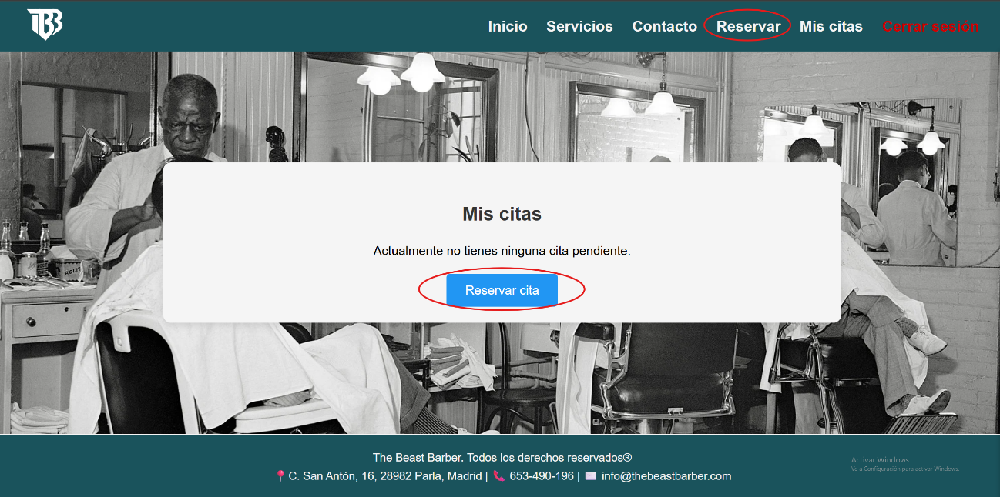 TBB
Inicio Servicios Contacto Reservar Mis citas Cerrar sesión
ROLIT
Mis citas
Actualmente no tienes ninguna cita pendiente.
Reservar cita
The Beast Barber. Todos los derechos reservados®
C. San Antón, 16, 28982 Parla, Madrid | 653-490-196 | info@thebeastbarber.com
Activar Windows
Ve a Configuración para activar Windows.